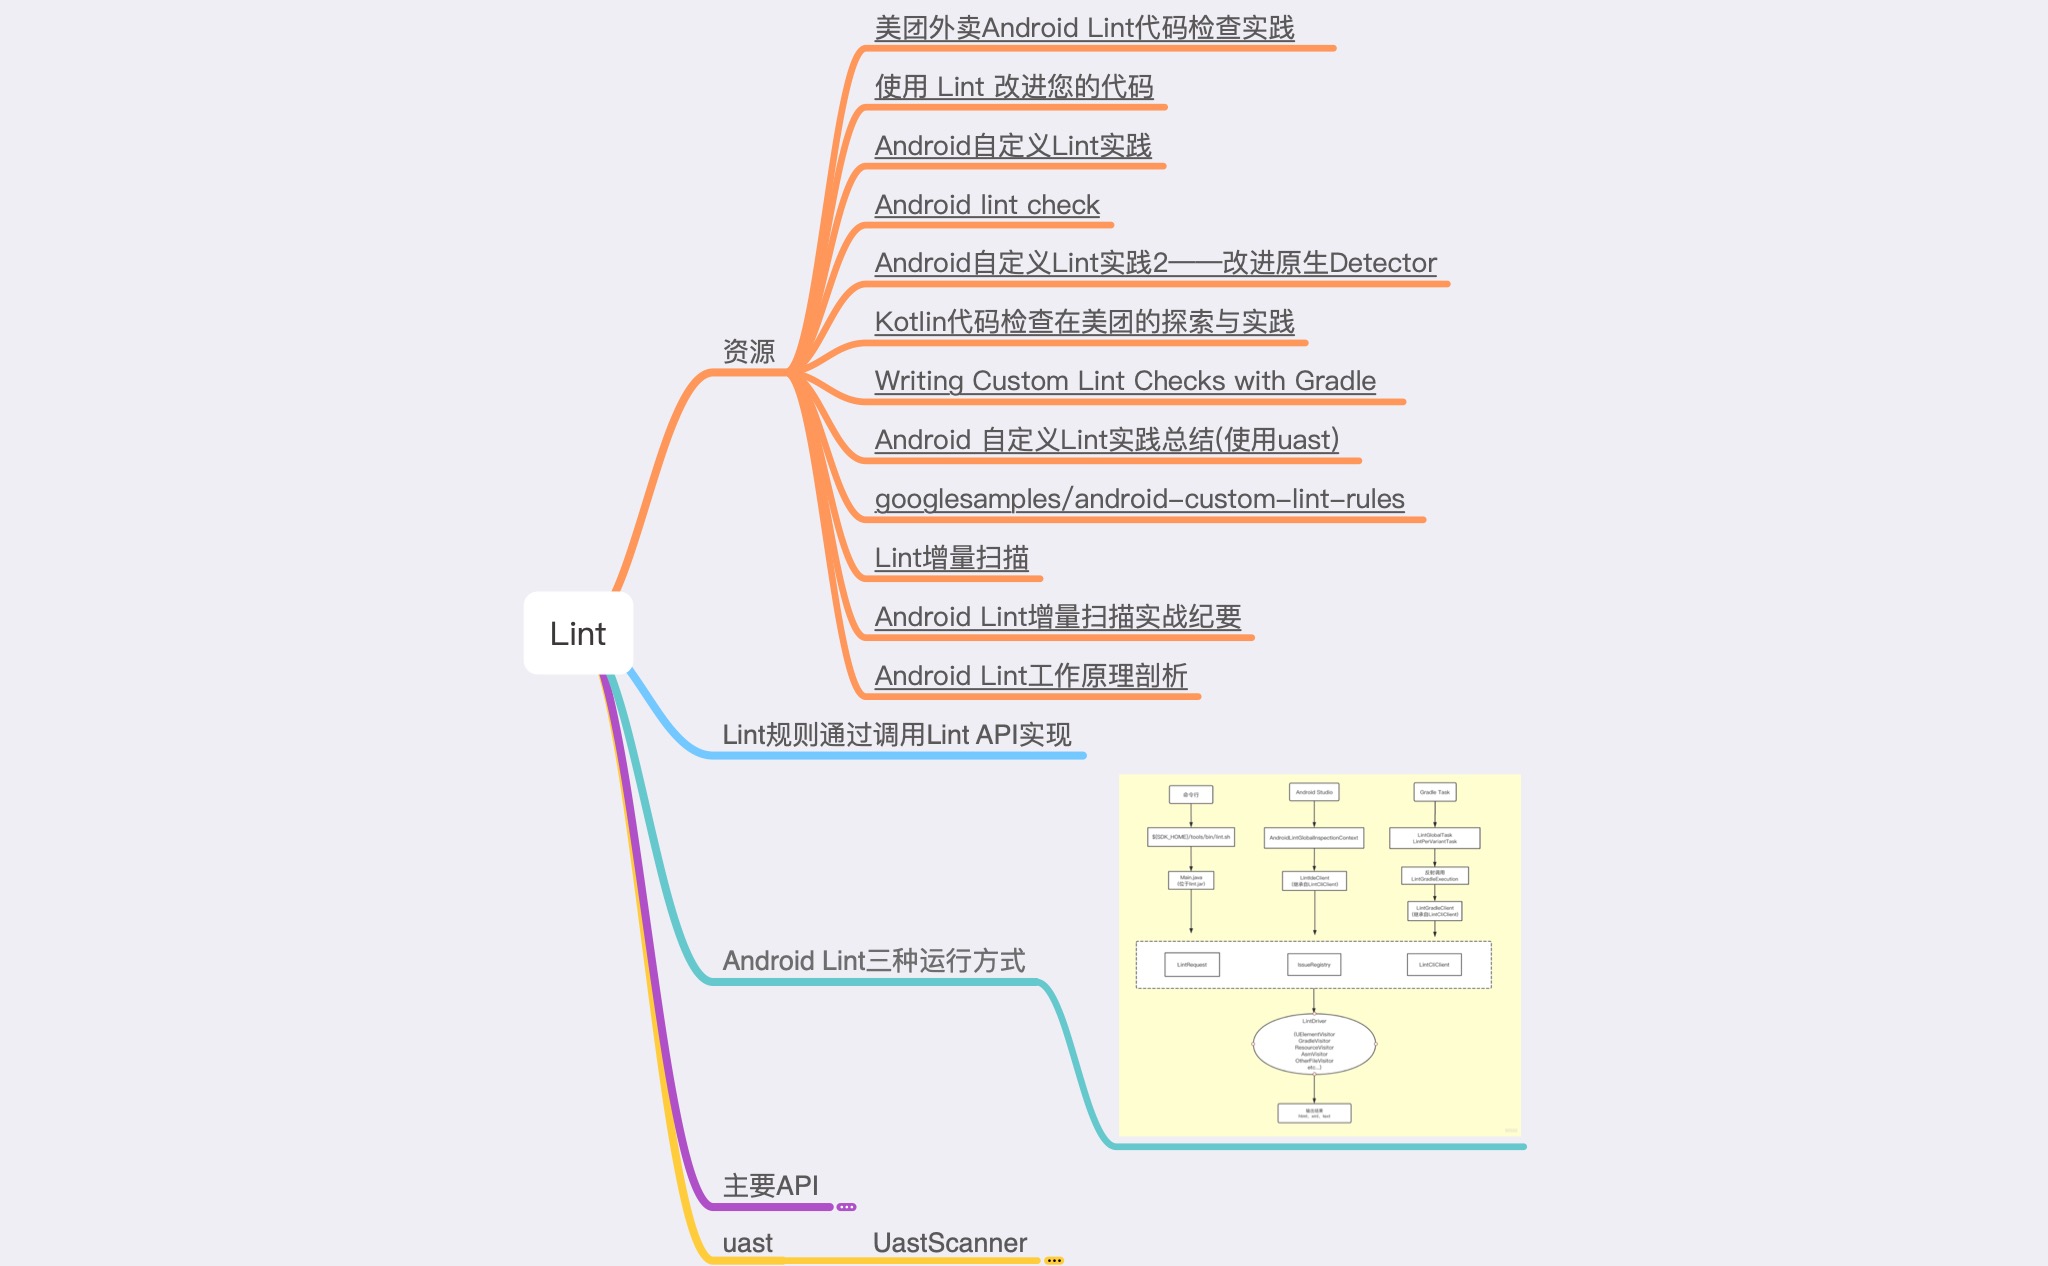 美团外卖Android Lint代码检查实践
使用 Lint 改进您的代码
Android自定义Lint实践
Android lint check
Android自定义Lint实践2——改进原生Detector
Kotlin代码检查在美团的探索与实践
资源
Writing Custom Lint Checks with Gradle
Android 自定义Lint实践总结(使用uast)
googlesamples/android-custom-lint-rules
Lint增量扫描
Android Lint增量扫描实战纪要
Lint
Android Lint工作原理剖析
Lint规则通过调用Lint API实现
Android Lint三种运行方式
命令行
Android Studio
Gradle Task
${SDK_HOME}/tools/bin/lint.sh
AndroidLintGlobalInspectionContext
LintGlobalTask
LintPerVariantTask
Main.java
(位于lint.jar)
LintIdeClient
(继承自LintCliClient)
反射调用
LintGradleExecution
LintGradleClient
(继承自LintCliClient)
LintRequest
IssueRegistry
LintCliClient
LintDriver
(UElementVisitor
GradleVisitor
ResourceVisitor
AsmVisitor
OtherFileVisitor
etc...)
输出结果
html、xml、text
主要API
uast
UastScanner